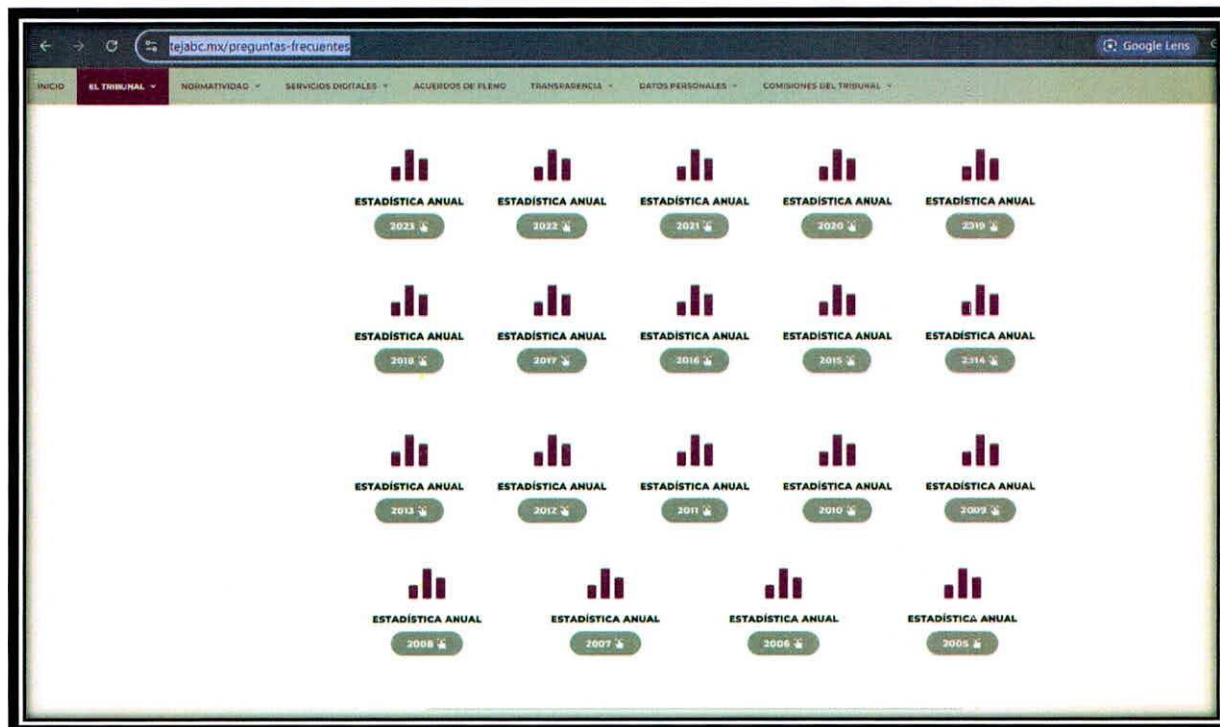 tejabc.mx/preguntas-frecuentes
Google Lens
INICIO EL TRIBUNAL NORMATIVIDAD SERVICIOS DIGITALES ACUERDOS DE PLENO TRANSPARENCIA DATOS PERSONALES COMISIONES DEL TRIBUNAL
ESTADÍSTICA ANUAL ESTADÍSTICA ANUAL ESTADÍSTICA ANUAL ESTADÍSTICA ANUAL ESTADÍSTICA ANUAL
2023 2022 2021 2020 2019
ESTADÍSTICA ANUAL ESTADÍSTICA ANUAL ESTADÍSTICA ANUAL ESTADÍSTICA ANUAL ESTADÍSTICA ANUAL
2018 2017 2016 2015 2014
ESTADÍSTICA ANUAL ESTADÍSTICA ANUAL ESTADÍSTICA ANUAL ESTADÍSTICA ANUAL ESTADÍSTICA ANUAL
2013 2012 2011 2010 2009
ESTADÍSTICA ANUAL ESTADÍSTICA ANUAL ESTADÍSTICA ANUAL ESTADÍSTICA ANUAL
2008 2007 2006 2005